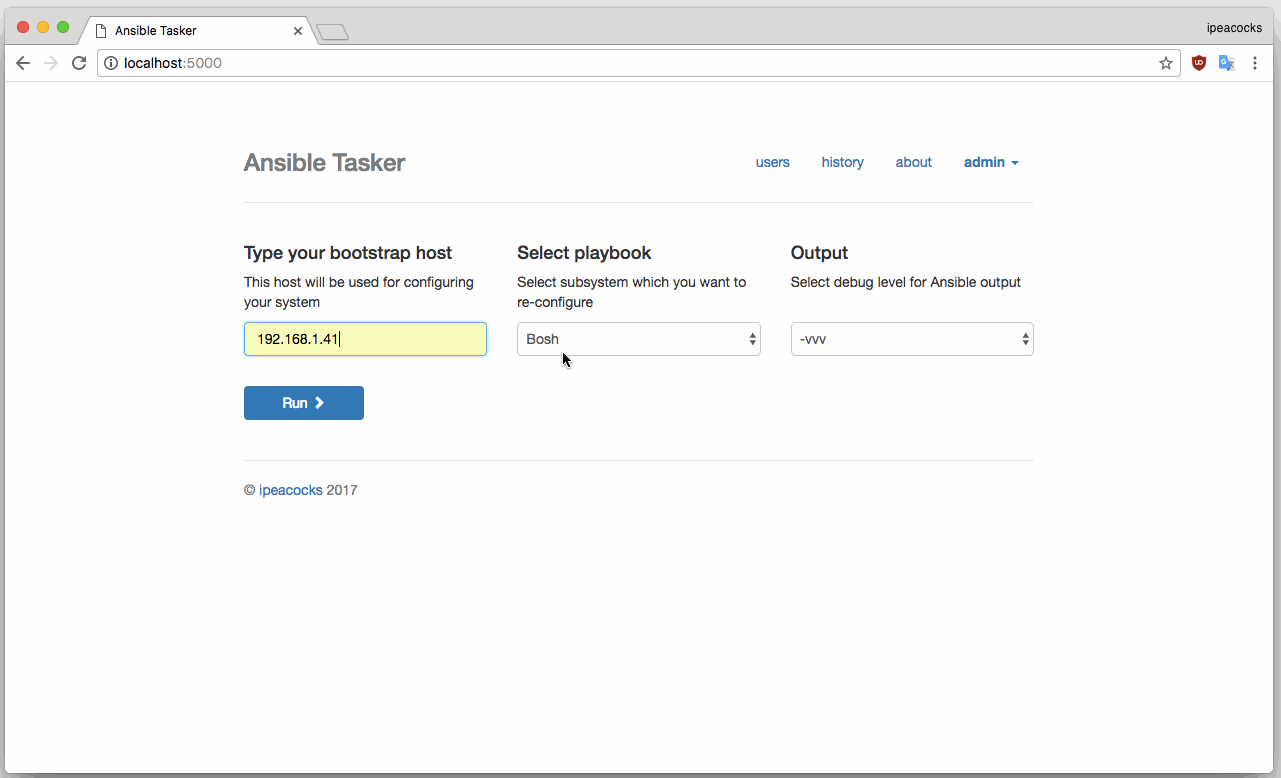 Ansible Tasker
ipeacocks
localhost:5000
Ansible Tasker
users history about admin
Type your bootstrap host
This host will be used for configuring
your system
192.168.1.41
Select playbook
Select subsystem which you want to
re-configure
Bosh
Output
Select debug level for Ansible output
-vvv
Run
© ipeacocks 2017